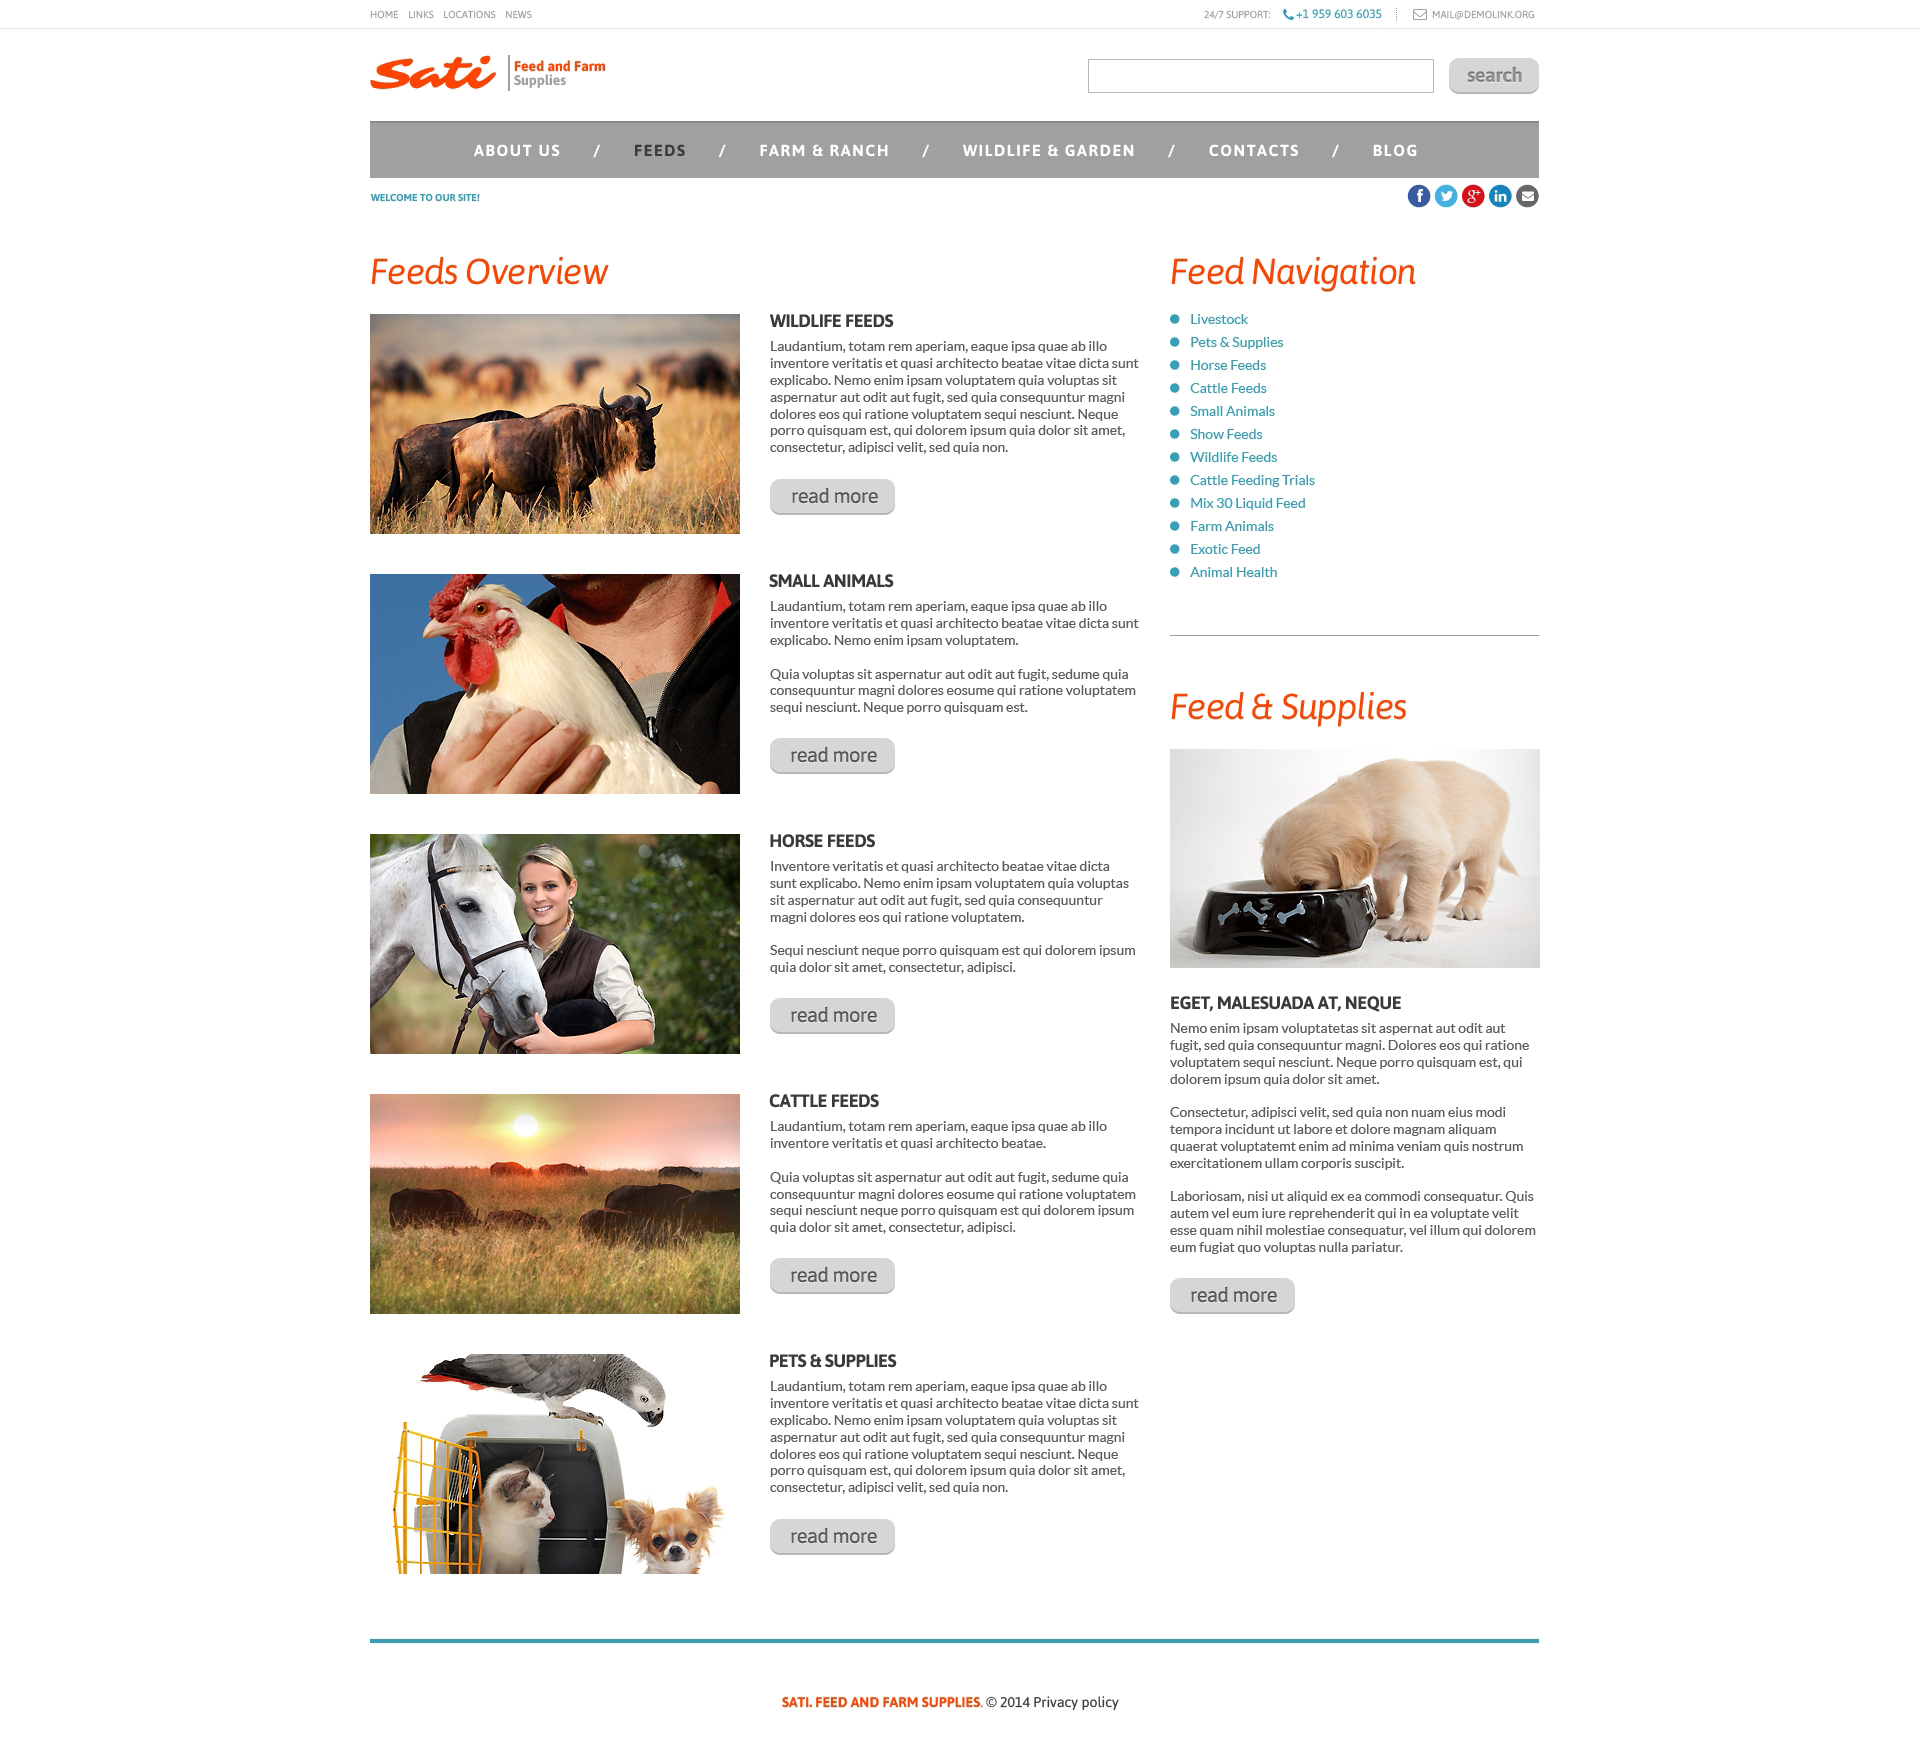 HOME LINKS LOCATIONS NEWS
24/7 SUPPORT: +1 959 603 6035 MAIL@DEMOLINK.ORG
Sati Feed and Farm
Supplies
search
ABOUT US / FEEDS / FARM & RANCH / WILDLIFE & GARDEN / CONTACTS / BLOG
WELCOME TO OUR SITE!
Feeds Overview
WILDLIFE FEEDS
Laudantium, totam rem aperiam, eaque ipsa quae ab illo
inventore veritatis et quasi architecto beatae vitae dicta sunt
explicabo. Nemo enim ipsam voluptatem quia voluptas sit
aspernatur aut odit aut fugit, sed quia consequuntur magni
dolores eos qui ratione voluptatem sequi nesciunt. Neque
porro quisquam est, qui dolorem ipsum quia dolor sit amet,
consectetur, adipisci velit, sed quia non.
read more
SMALL ANIMALS
Laudantium, totam rem aperiam, eaque ipsa quae ab illo
inventore veritatis et quasi architecto beatae vitae dicta sunt
explicabo. Nemo enim ipsam voluptatem.
Quia voluptas sit aspernatur aut odit aut fugit, sedume quia
consequuntur magni dolores eosume qui ratione voluptatem
sequi nesciunt. Neque porro quisquam est.
read more
HORSE FEEDS
Inventore veritatis et quasi architecto beatae vitae dicta
sunt explicabo. Nemo enim ipsam voluptatem quia voluptas
sit aspernatur aut odit aut fugit, sed quia consequuntur
magni dolores eos qui ratione voluptatem.
Sequi nesciunt neque porro quisquam est qui dolorem ipsum
quia dolor sit amet, consectetur, adipisci.
read more
CATTLE FEEDS
Laudantium, totam rem aperiam, eaque ipsa quae ab illo
inventore veritatis et quasi architecto beatae.
Quia voluptas sit aspernatur aut odit aut fugit, sedume quia
consequuntur magni dolores eosume qui ratione voluptatem
sequi nesciunt neque porro quisquam est qui dolorem ipsum
quia dolor sit amet, consectetur, adipisci.
read more
PETS & SUPPLIES
Laudantium, totam rem aperiam, eaque ipsa quae ab illo
inventore veritatis et quasi architecto beatae vitae dicta sunt
explicabo. Nemo enim ipsam voluptatem quia voluptas sit
aspernatur aut odit aut fugit, sed quia consequuntur magni
dolores eos qui ratione voluptatem sequi nesciunt. Neque
porro quisquam est, qui dolorem ipsum quia dolor sit amet,
consectetur, adipisci velit, sed quia non.
read more
Feed Navigation
Livestock
Pets & Supplies
Horse Feeds
Cattle Feeds
Small Animals
Show Feeds
Wildlife Feeds
Cattle Feeding Trials
Mix 30 Liquid Feed
Farm Animals
Exotic Feed
Animal Health
Feed & Supplies
EGET, MALESUADA AT, NEQUE
Nemo enim ipsam voluptatetas sit aspernat aut odit aut
fugit, sed quia consequuntur magni. Dolores eos qui ratione
voluptatem sequi nesciunt. Neque porro quisquam est, qui
dolorem ipsum quia dolor sit amet.
Consectetur, adipisci velit, sed quia non nuam eius modi
tempora incidunt ut labore et dolore magnam aliquam
quaerat voluptatemt enim ad minima veniam quis nostrum
exercitationem ullam corporis suscipit.
Laboriosam, nisi ut aliquid ex ea commodi consequatur. Quis
autem vel eum iure reprehenderit qui in ea voluptate velit
esse quam nihil molestiae consequatur, vel illum qui dolorem
eum fugiat quo voluptas nulla pariatur.
read more
SATI. FEED AND FARM SUPPLIES. © 2014 Privacy policy